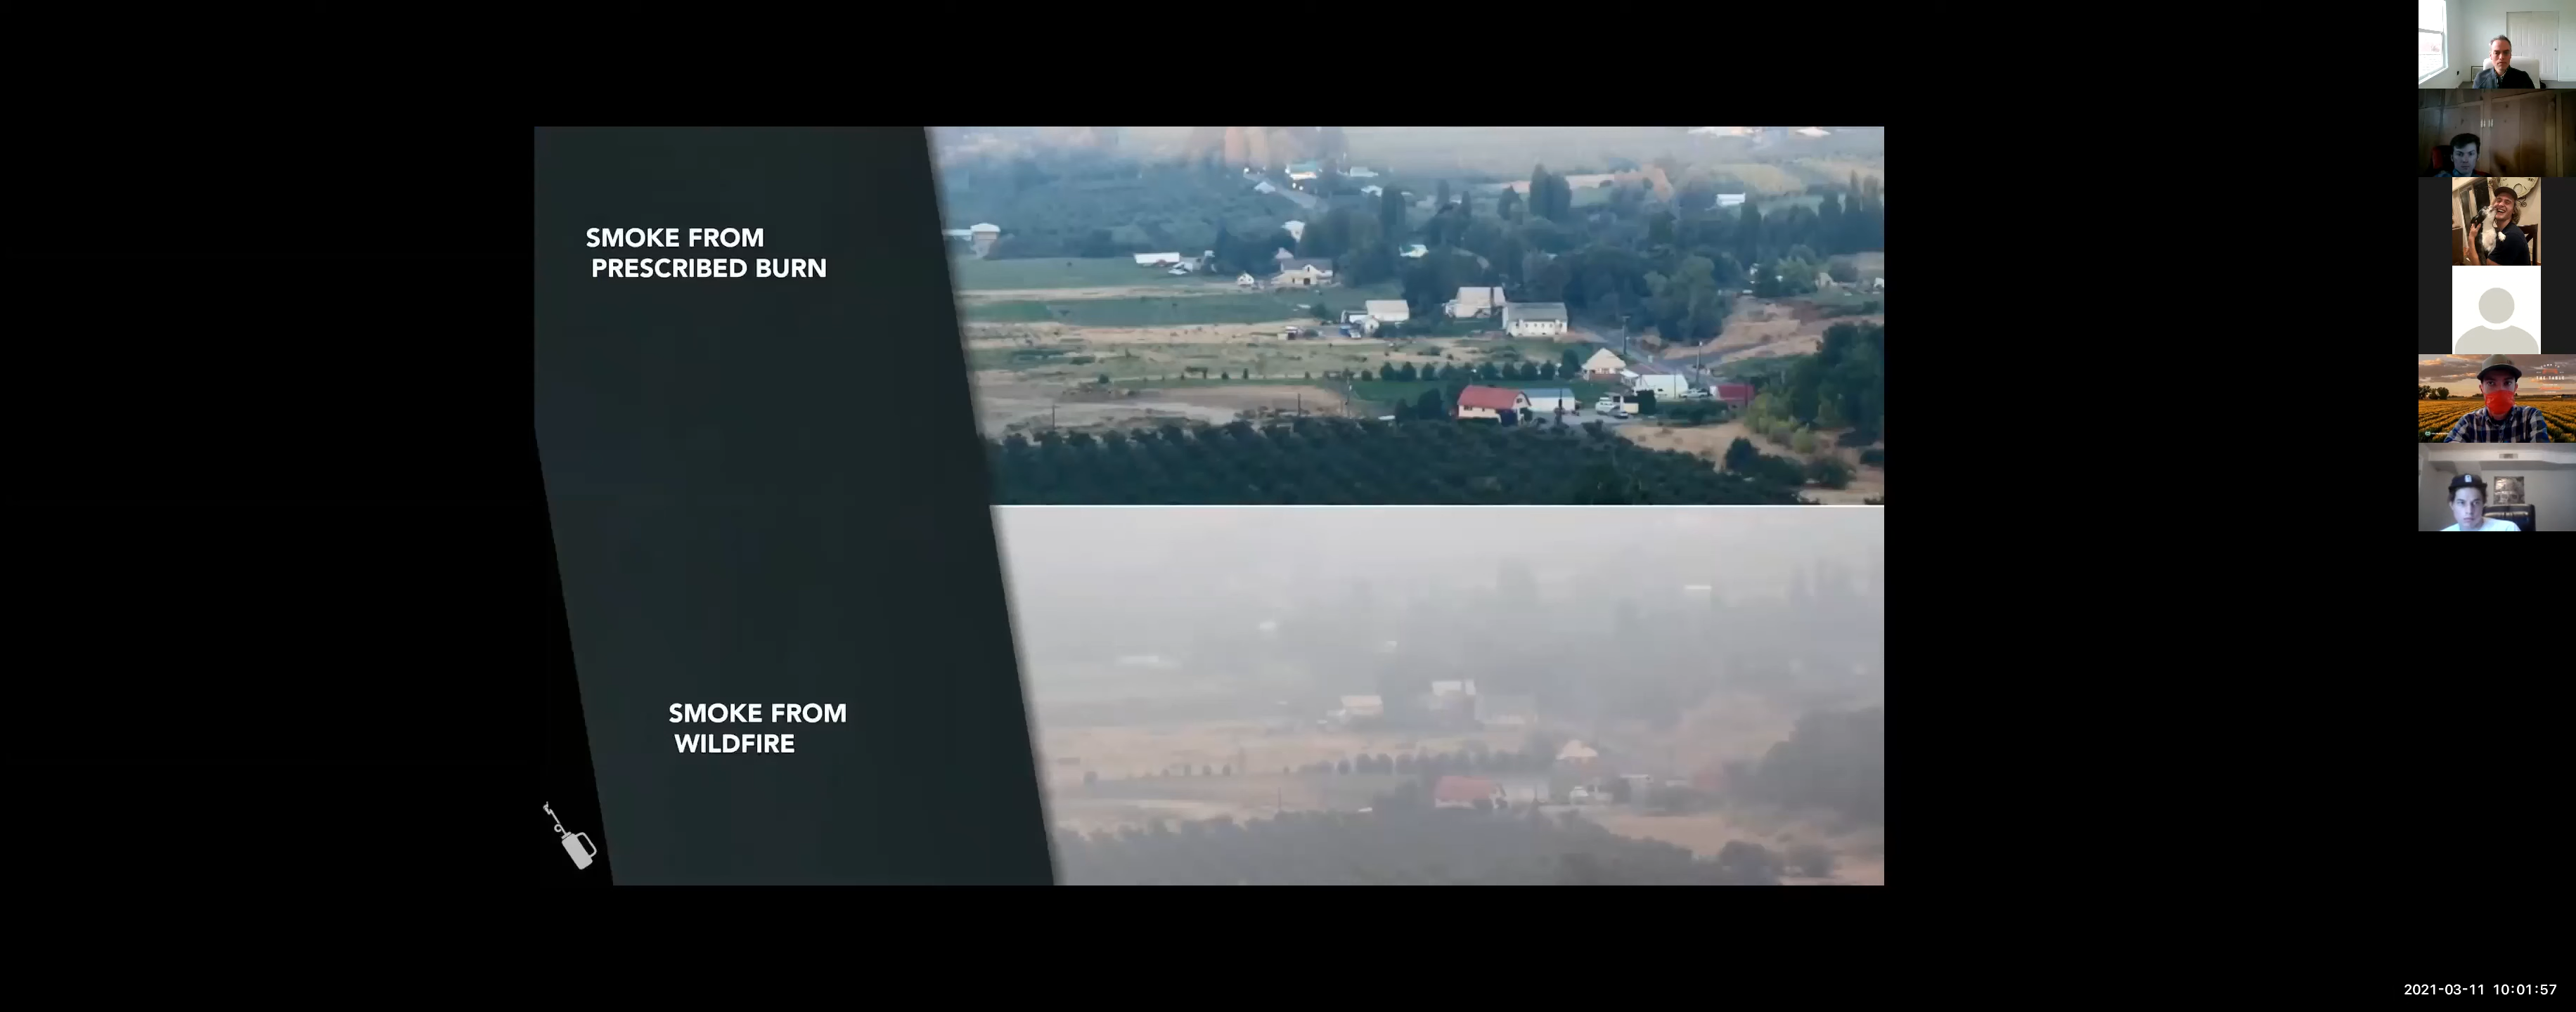 SMOKE FROM
PRESCRIBED BURN
SMOKE FROM
WILDFIRE
2021-03-11 10:01:57